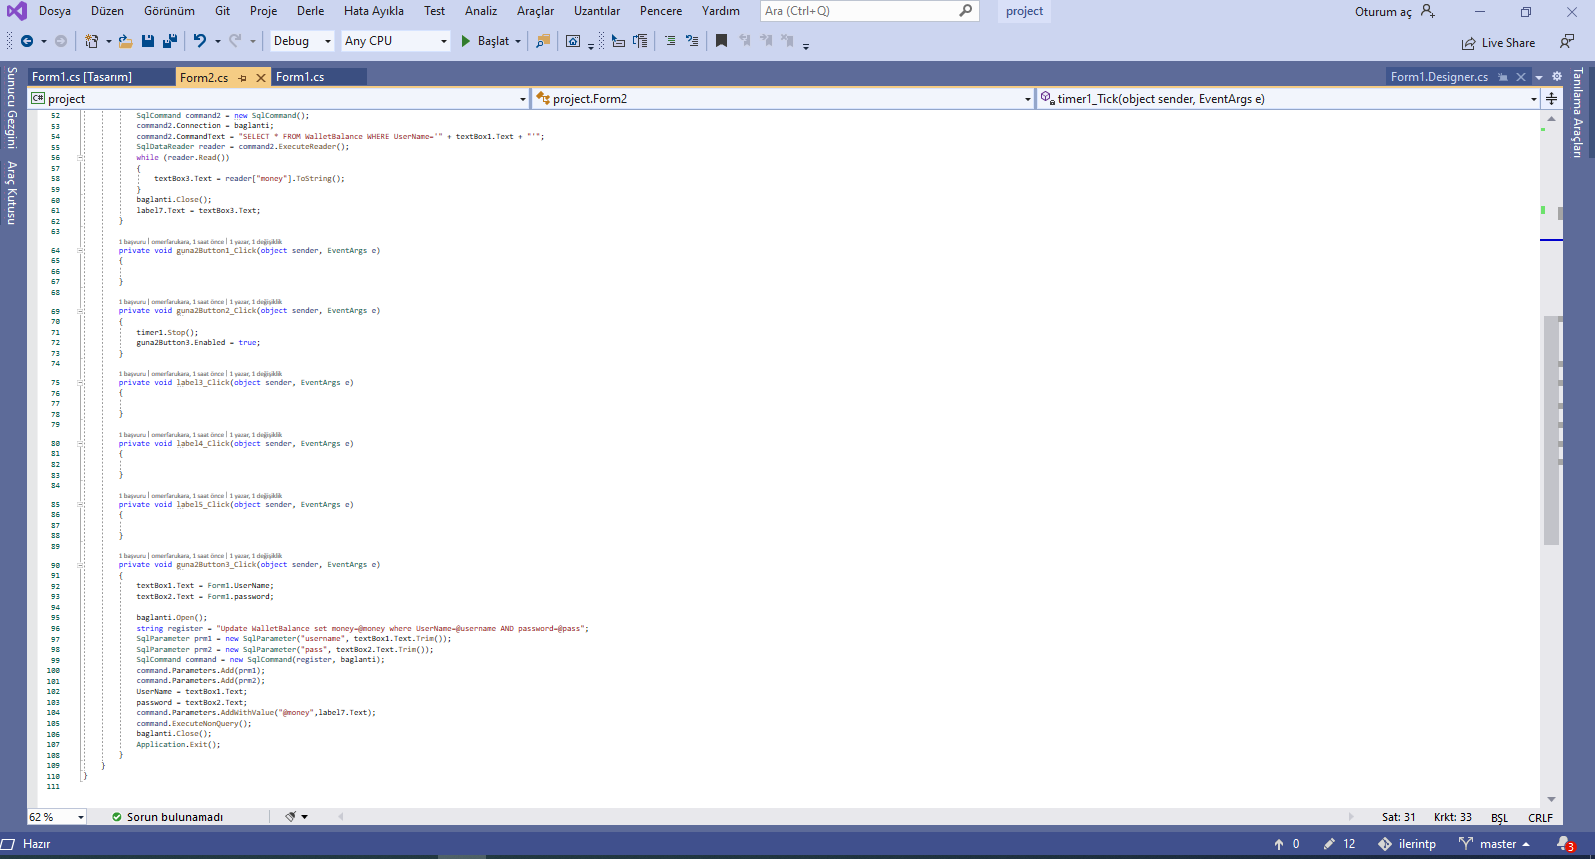 Dosya Düzen Görünüm Git Proje Derle Hata Ayıkla Test Analiz Araçlar Uzantılar Pencere Yardım Ara (Ctrl+Q) project Oturum aç
Debug Any CPU Başlat Live Share
Form1.cs [Tasarım] Form2.cs Form1.cs Form1.Designer.cs
C# project project.Form2 timer1_Tick(object sender, EventArgs e)
Sunucu Gezgini
Araç Kutusu
Tanılama Araçları
52 SqlCommand command2 = new SqlCommand();
53 command2.Connection = baglanti;
54 command2.CommandText = "SELECT * FROM WalletBalance WHERE UserName='" + textBox1.Text + "'";
55 SqlDataReader reader = command2.ExecuteReader();
56 while (reader.Read())
57 {
58 textBox3.Text = reader["money"].ToString();
59 }
60 baglanti.Close();
61 label7.Text = textBox3.Text;
62 }
63
1 başvuru | omerfarukara, 1 saat önce | 1 yazar, 1 değişiklik
64 private void guna2Button1_Click(object sender, EventArgs e)
65 {
66
67 }
68
1 başvuru | omerfarukara, 1 saat önce | 1 yazar, 1 değişiklik
69 private void guna2Button2_Click(object sender, EventArgs e)
70 {
71 timer1.Stop();
72 guna2Button3.Enabled = true;
73 }
74
1 başvuru | omerfarukara, 1 saat önce | 1 yazar, 1 değişiklik
75 private void label3_Click(object sender, EventArgs e)
76 {
77
78 }
79
1 başvuru | omerfarukara, 1 saat önce | 1 yazar, 1 değişiklik
80 private void label4_Click(object sender, EventArgs e)
81 {
82
83 }
84
1 başvuru | omerfarukara, 1 saat önce | 1 yazar, 1 değişiklik
85 private void label5_Click(object sender, EventArgs e)
86 {
87
88 }
89
1 başvuru | omerfarukara, 1 saat önce | 1 yazar, 1 değişiklik
90 private void guna2Button3_Click(object sender, EventArgs e)
91 {
92 textBox1.Text = Form1.UserName;
93 textBox2.Text = Form1.password;
94
95 baglanti.Open();
96 string register = "Update WalletBalance set money=@money where UserName=@username AND password=@pass";
97 SqlParameter prm1 = new SqlParameter("username", textBox1.Text.Trim());
98 SqlParameter prm2 = new SqlParameter("pass", textBox2.Text.Trim());
99 SqlCommand command = new SqlCommand(register, baglanti);
100 command.Parameters.Add(prm1);
101 command.Parameters.Add(prm2);
102 UserName = textBox1.Text;
103 password = textBox2.Text;
104 command.Parameters.AddWithValue("@money",label7.Text);
105 command.ExecuteNonQuery();
106 baglanti.Close();
107 Application.Exit();
108 }
109 }
110 }
111
62 % Sorun bulunamadı Sat: 31 Krkt: 33 BŞL CRLF
Hazır 0 12 ilerintp master 3